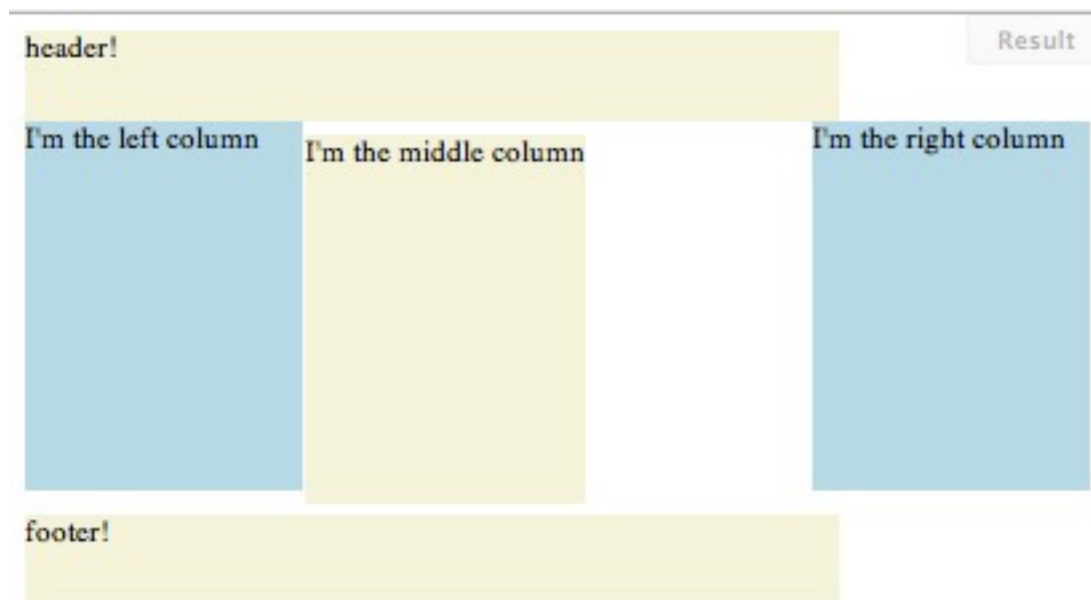 header!
Result
I'm the left column
I'm the middle column
I'm the right column
footer!